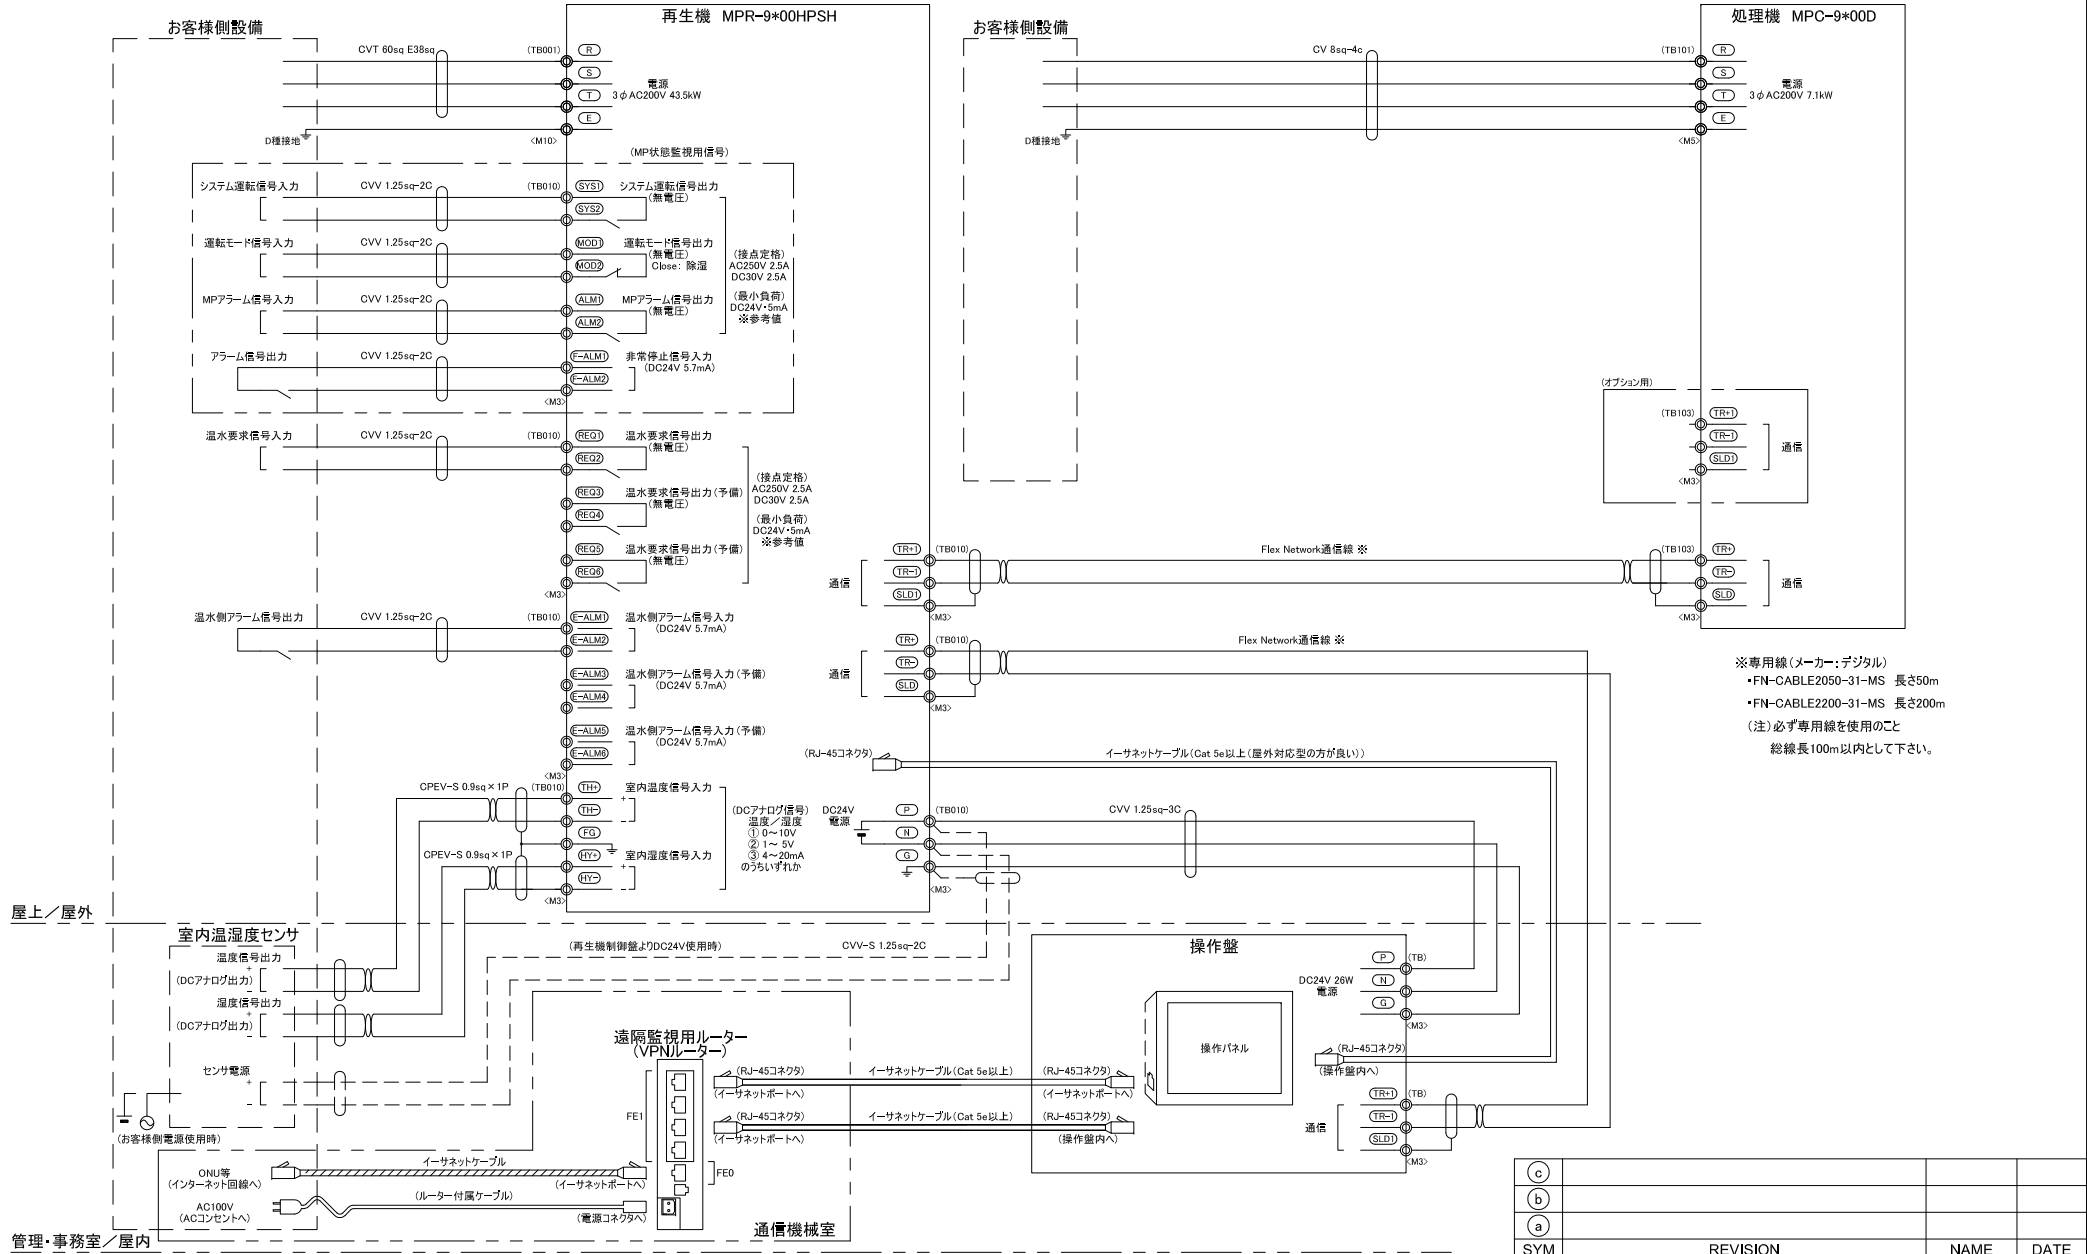 再生機 MPR-9*00HPSH
処理機 MPC-9*00D
お客様側設備
お客様側設備
CVT 60sq E38sq
(TB001)
R
S
T
E
電源
3φAC200V 43.5kW
D種接地
<M10>
CV 8sq-4c
(TB101)
R
S
T
E
電源
3φAC200V 7.1kW
D種接地
<M5>
(MP状態監視用信号)
システム運転信号入力
CVV 1.25sq-2C
(TB010)
SYS1
SYS2
システム運転信号出力
(無電圧)
運転モード信号入力
CVV 1.25sq-2C
MOD1
MOD2
運転モード信号出力
(無電圧)
Close: 除湿
(接点定格)
AC250V 2.5A
DC30V 2.5A
(最小負荷)
DC24V・5mA
※参考値
MPアラーム信号入力
CVV 1.25sq-2C
ALM1
ALM2
MPアラーム信号出力
(無電圧)
アラーム信号出力
CVV 1.25sq-2C
F-ALM1
F-ALM2
非常停止信号入力
(DC24V 5.7mA)
<M3>
(オプション用)
(TB103)
TR+1
TR-1
SLD1
通信
<M3>
温水要求信号入力
CVV 1.25sq-2C
(TB010)
REQ1
REQ2
温水要求信号出力
(無電圧)
REQ3
REQ4
温水要求信号出力(予備)
(無電圧)
REQ5
REQ6
温水要求信号出力(予備)
(無電圧)
<M3>
(接点定格)
AC250V 2.5A
DC30V 2.5A
(最小負荷)
DC24V・5mA
※参考値
通信
TR+1
TR-1
SLD1
(TB010)
<M3>
Flex Network通信線 ※
(TB103)
TR+
TR-
SLD
通信
<M3>
温水側アラーム信号出力
CVV 1.25sq-2C
(TB010)
E-ALM1
E-ALM2
温水側アラーム信号入力
(DC24V 5.7mA)
E-ALM3
E-ALM4
温水側アラーム信号入力(予備)
(DC24V 5.7mA)
E-ALM5
E-ALM6
温水側アラーム信号入力(予備)
(DC24V 5.7mA)
<M3>
通信
TR+
TR-
SLD
(TB010)
<M3>
Flex Network通信線 ※
※専用線(メーカー:デジタル)
・FN-CABLE2050-31-MS 長さ50m
・FN-CABLE2200-31-MS 長さ200m
(注)必ず専用線を使用のこと
総線長100m以内として下さい。
(RJ-45コネクタ)
イーサネットケーブル(Cat 5e以上(屋外対応型の方が良い))
CPEV-S 0.9sq×1P
(TB010)
TH+
TH-
FG
HY+
HY-
室内温度信号入力
+
-
CPEV-S 0.9sq×1P
室内湿度信号入力
+
-
<M3>
(DCアナログ信号)
温度/湿度
① 0~10V
② 1~ 5V
③ 4~20mA
のうちいずれか
DC24V
電源
P
N
G
(TB010)
<M3>
CVV 1.25sq-3C
屋上/屋外
室内温湿度センサ
温度信号出力
+
(DCアナログ出力)
-
湿度信号出力
+
(DCアナログ出力)
-
センサ電源
+
-
(お客様側電源使用時)
(再生機制御盤よりDC24V使用時)
CVV-S 1.25sq-2C
操作盤
P
N
G
(TB)
DC24V 26W
電源
<M3>
操作パネル
(RJ-45コネクタ)
(操作盤内へ)
TR+1
TR-1
SLD1
(TB)
通信
<M3>
遠隔監視用ルーター
(VPNルーター)
FE1
FE0
(RJ-45コネクタ)
イーサネットケーブル(Cat 5e以上)
(RJ-45コネクタ)
(イーサネットポートへ)
(イーサネットポートへ)
(RJ-45コネクタ)
イーサネットケーブル(Cat 5e以上)
(RJ-45コネクタ)
(イーサネットポートへ)
(操作盤内へ)
ONU等
(インターネット回線へ)
イーサネットケーブル
(イーサネットポートへ)
AC100V
(ACコンセントへ)
(ルーター付属ケーブル)
(電源コネクタへ)
通信機械室
管理・事務室/屋内
c
b
a
SYM
REVISION
NAME
DATE